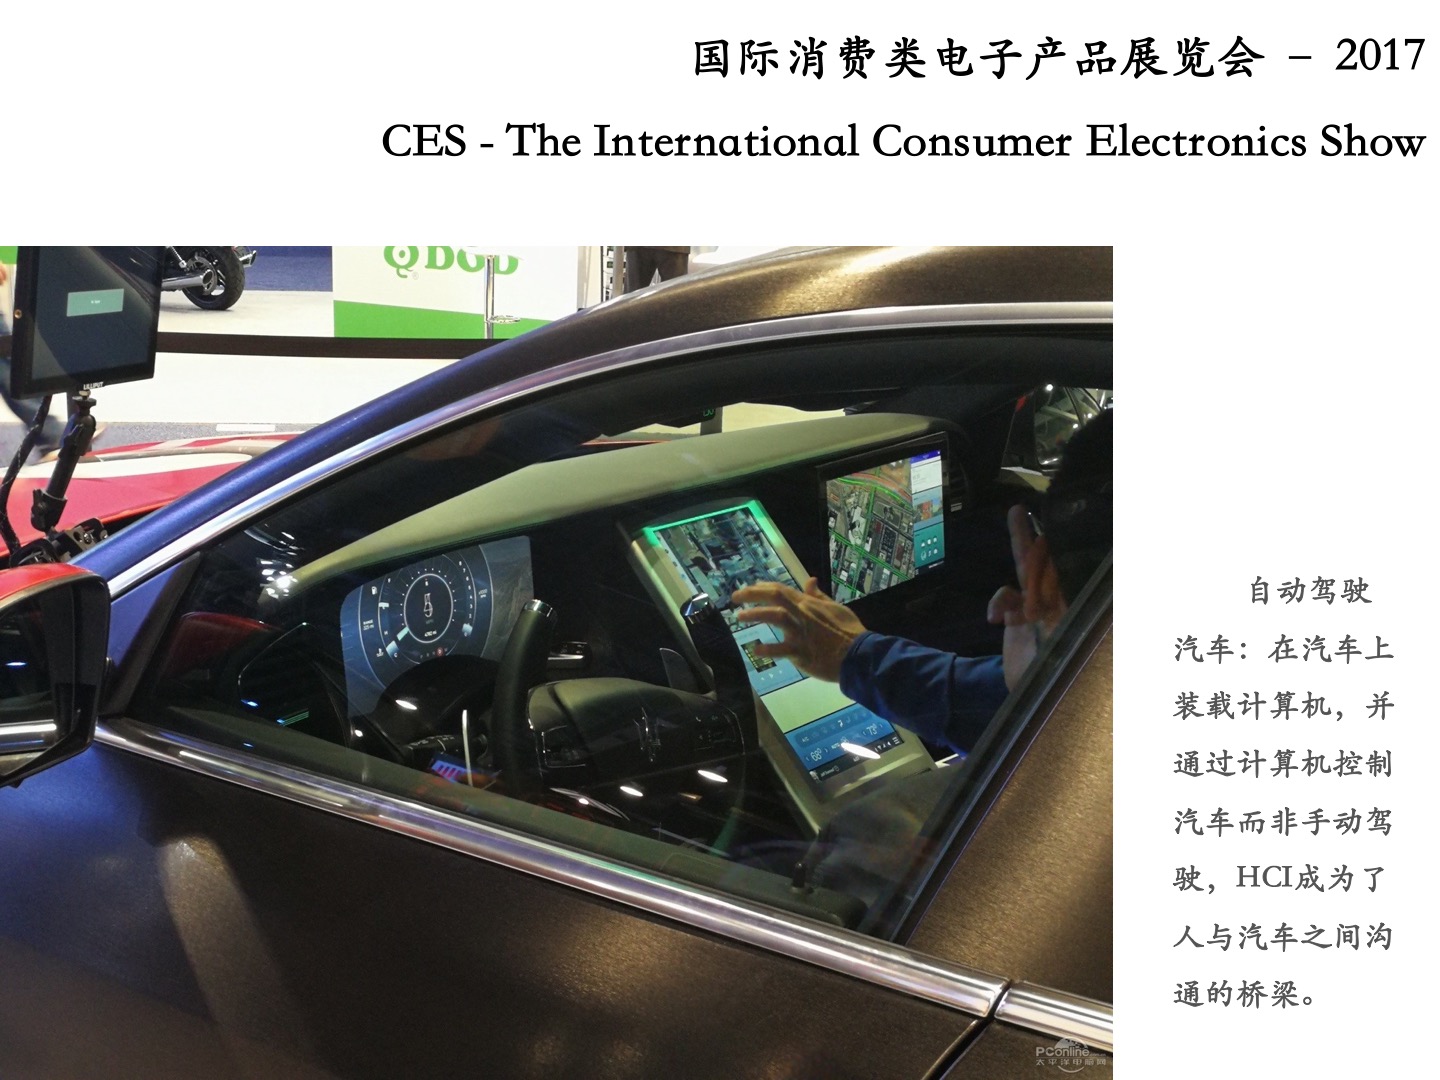 国际消费类电子产品展览会 – 2017
CES - The International Consumer Electronics Show
LILLIPUT
自动驾驶
汽车：在汽车上
装载计算机，并
通过计算机控制
汽车而非手动驾
驶，HCI成为了
人与汽车之间沟
通的桥梁。
PConline
太平洋电脑网